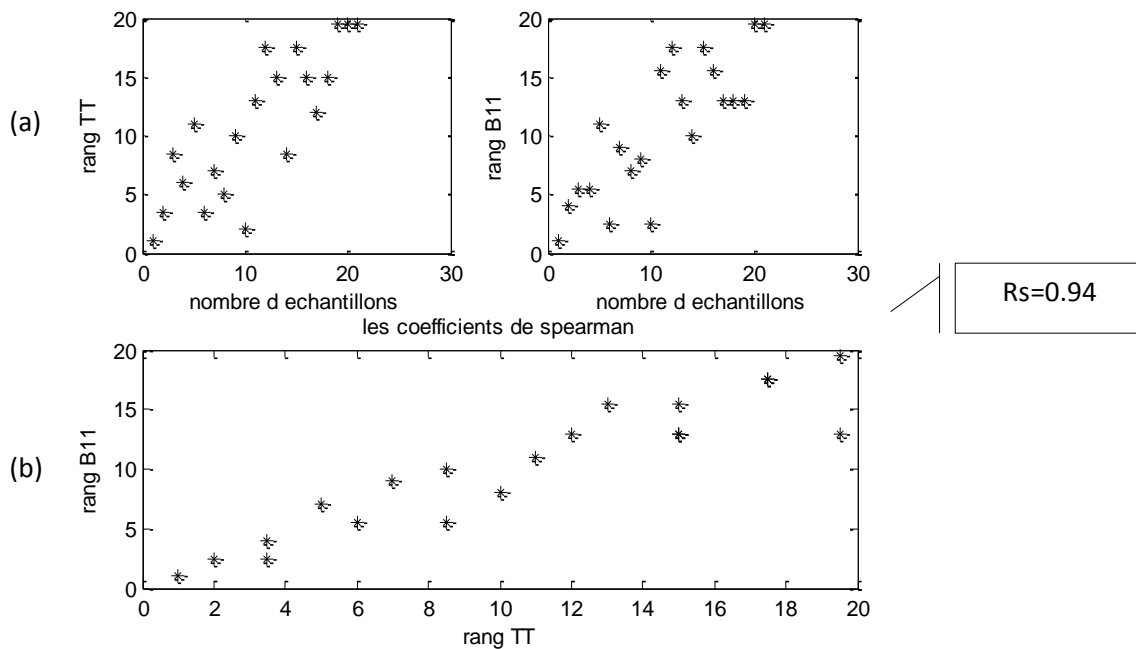 (a)
rang TT
20
15
10
5
0
0 10 20 30
nombre d echantillons
rang B11
20
15
10
5
0
0 10 20 30
nombre d echantillons
Rs=0.94
les coefficients de spearman
(b)
rang B11
20
15
10
5
0
0 2 4 6 8 10 12 14 16 18 20
rang TT